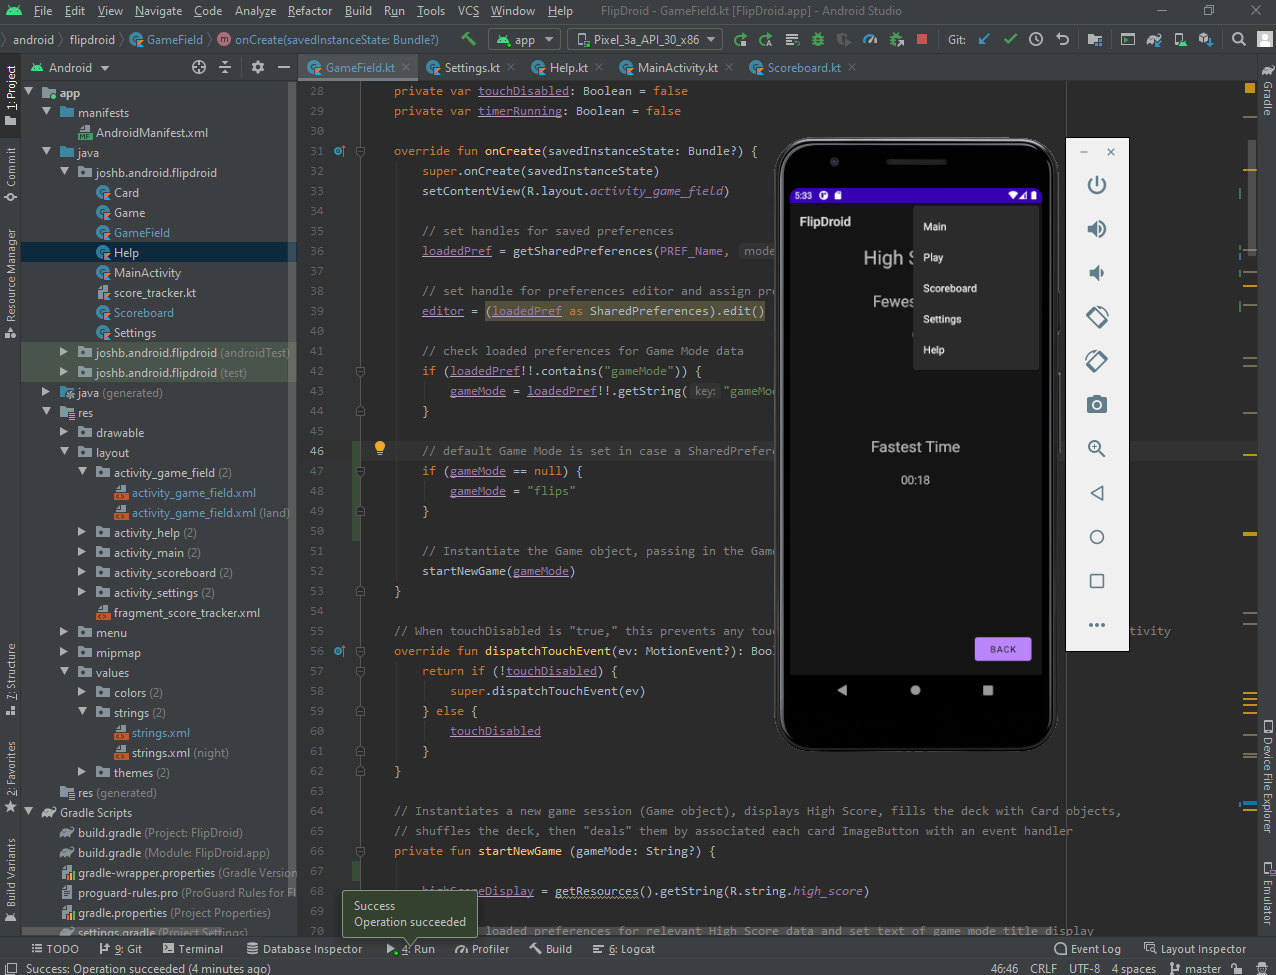 File Edit View Navigate Code Analyze Refactor Build Run Tools VCS Window Help FlipDroid - GameField.kt [FlipDroid.app] - Android Studio
android flipdroid GameField onCreate(savedInstanceState: Bundle?) app Pixel_3a_API_30_x86 Git:
Android GameField.kt Settings.kt Help.kt MainActivity.kt Scoreboard.kt
1: Project
Commit
Resource Manager
7: Structure
2: Favorites
Build Variants
app
manifests
AndroidManifest.xml
java
joshb.android.flipdroid
Card
Game
GameField
Help
MainActivity
score_tracker.kt
Scoreboard
Settings
joshb.android.flipdroid (androidTest)
joshb.android.flipdroid (test)
java (generated)
res
drawable
layout
activity_game_field (2)
activity_game_field.xml
activity_game_field.xml (land)
activity_help (2)
activity_main (2)
activity_scoreboard (2)
activity_settings (2)
fragment_score_tracker.xml
menu
mipmap
values
colors (2)
strings (2)
strings.xml
strings.xml (night)
themes (2)
res (generated)
Gradle Scripts
build.gradle (Project: FlipDroid)
build.gradle (Module: FlipDroid.app)
gradle-wrapper.properties (Gradle Version
proguard-rules.pro (ProGuard Rules for Fl
gradle.properties (Project Properties)
settings.gradle (Project Settings)
28 private var touchDisabled: Boolean = false
29 private var timerRunning: Boolean = false
30
31 override fun onCreate(savedInstanceState: Bundle?) {
32 super.onCreate(savedInstanceState)
33 setContentView(R.layout.activity_game_field)
34
35 // set handles for saved preferences
36 loadedPref = getSharedPreferences(PREF_Name, mode
37
38 // set handle for preferences editor and assign pre
39 editor = (loadedPref as SharedPreferences).edit()
40
41 // check loaded preferences for Game Mode data
42 if (loadedPref!!.contains("gameMode")) {
43 gameMode = loadedPref!!.getString( key: "gameMo
44 }
45
46 // default Game Mode is set in case a SharedPrefere
47 if (gameMode == null) {
48 gameMode = "flips"
49 }
50
51 // Instantiate the Game object, passing in the Game
52 startNewGame(gameMode)
53 }
54
55 // When touchDisabled is "true," this prevents any touc tivity
56 override fun dispatchTouchEvent(ev: MotionEvent?): Bool
57 return if (!touchDisabled) {
58 super.dispatchTouchEvent(ev)
59 } else {
60 touchDisabled
61 }
62 }
63
64 // Instantiates a new game session (Game object), displays High Score, fills the deck with Card objects,
65 // shuffles the deck, then "deals" them by associated each card ImageButton with an event handler
66 private fun startNewGame (gameMode: String?) {
67
68 highScoreDisplay = getResources().getString(R.string.high_score)
69
70 loaded preferences for relevant High Score data and set text of game mode title display
5:33
FlipDroid
High S
Fewes
Main
Play
Scoreboard
Settings
Help
Fastest Time
00:18
BACK
Gradle
Device File Explorer
Emulator
Success
Operation succeeded
TODO 9: Git Terminal Database Inspector 4: Run Profiler Build 6: Logcat Event Log Layout Inspector
Success: Operation succeeded (4 minutes ago) 46:46 CRLF UTF-8 4 spaces master